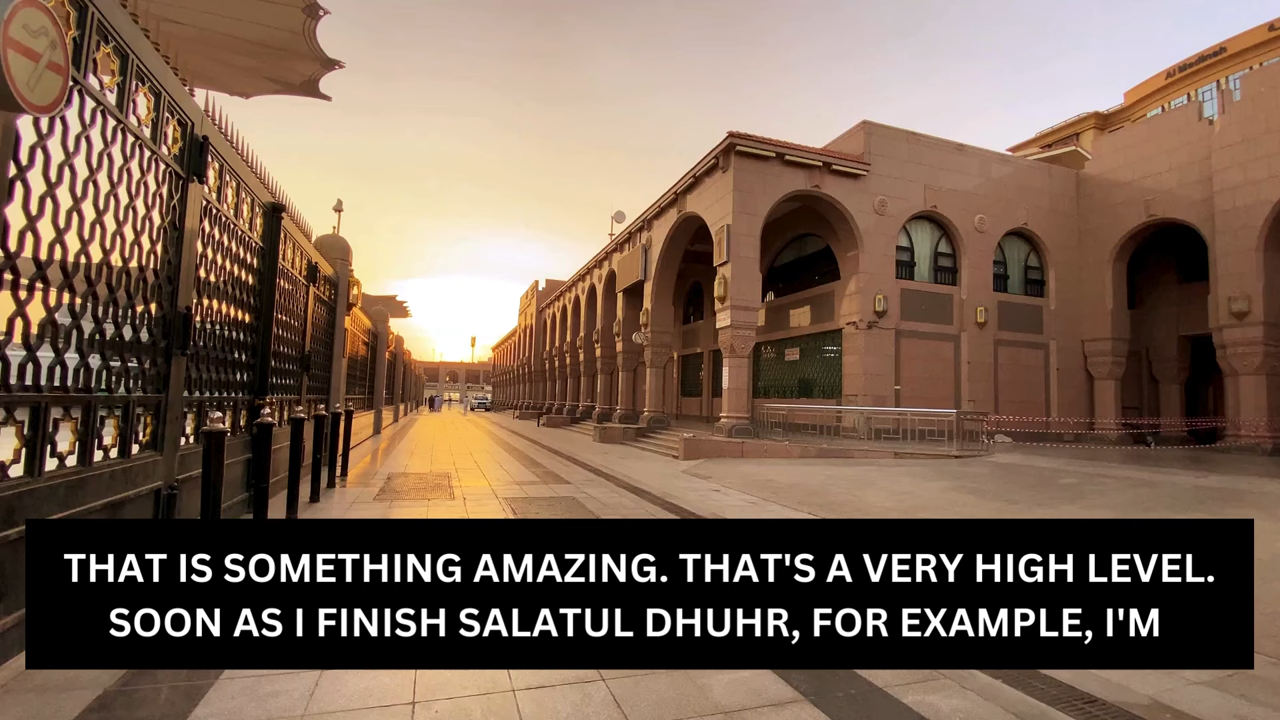 Al Madinah
THAT IS SOMETHING AMAZING. THAT'S A VERY HIGH LEVEL.
SOON AS I FINISH SALATUL DHUHR, FOR EXAMPLE, I'M